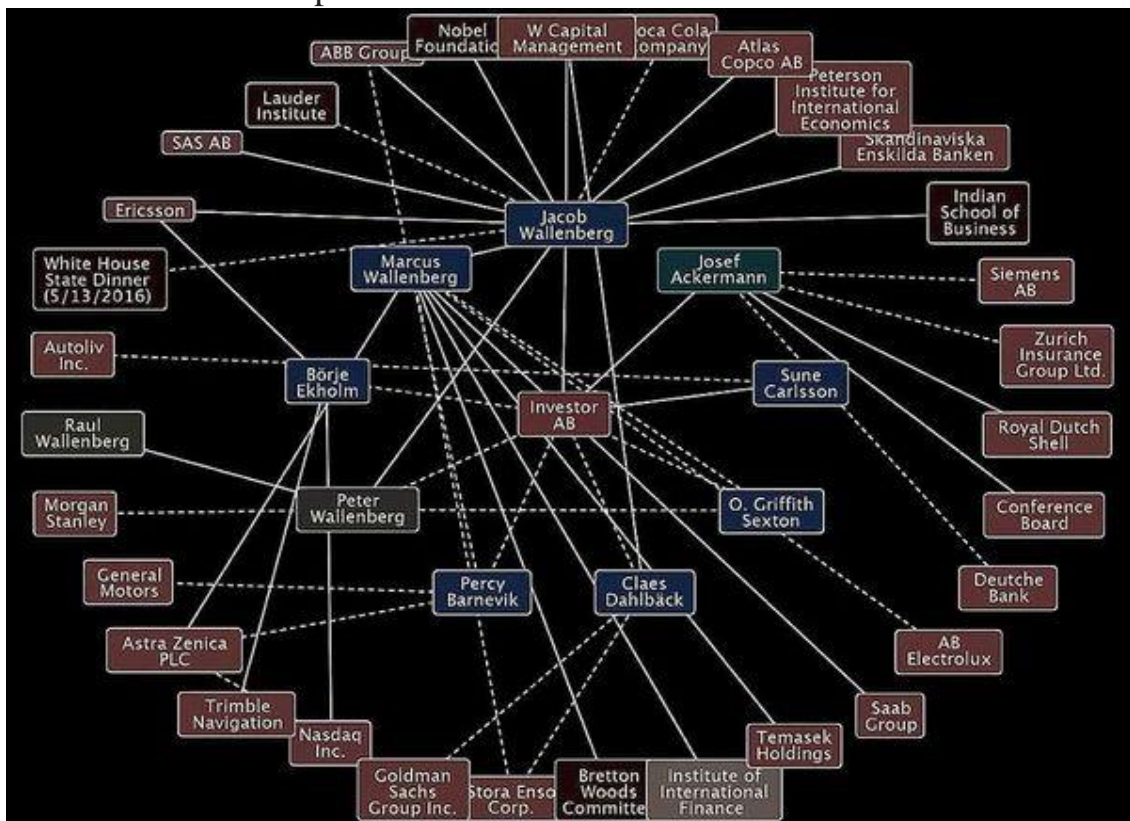 ABB Group
Nobel
Foundatio
W Capital
Management
oca Cola
ompany
Atlas
Copco AB
Peterson
Institute for
International
Economics
Skandinaviska
Enskilda Banken
Lauder
Institute
SAS AB
Ericsson
Jacob
Wallenberg
Indian
School of
Business
White House
State Dinner
(5/13/2016)
Marcus
Wallenberg
Josef
Ackermann
Siemens
AB
Autoliv
Inc.
Börje
Ekholm
Investor
AB
Sune
Carlsson
Zurich
Insurance
Group Ltd.
Raul
Wallenberg
Royal Dutch
Shell
Morgan
Stanley
Peter
Wallenberg
O. Griffith
Sexton
Conference
Board
General
Motors
Percy
Barnevik
Claes
Dahlbäck
Deutche
Bank
Astra Zenica
PLC
AB
Electrolux
Trimble
Navigation
Nasdaq
Inc.
Saab
Group
Temasek
Holdings
Goldman
Sachs
Group Inc.
Stora Enso
Corp.
Bretton
Woods
Committe
Institute of
International
Finance